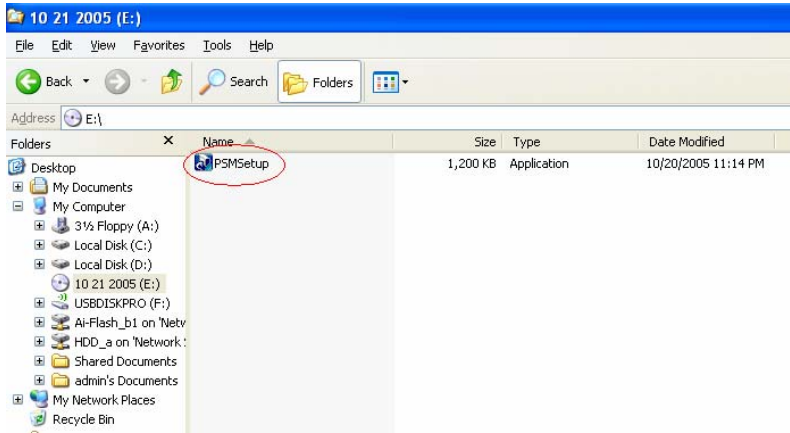 10 21 2005 (E:)
File Edit View Favorites Tools Help
Back Search Folders
Address E:\
Folders X Name Size Type Date Modified
Desktop PSMSetup 1,200 KB Application 10/20/2005 11:14 PM
My Documents
My Computer
3½ Floppy (A:)
Local Disk (C:)
Local Disk (D:)
10 21 2005 (E:)
USBDISKPRO (F:)
Ai-Flash_b1 on 'Netw
HDD_a on 'Network S
Shared Documents
admin's Documents
My Network Places
Recycle Bin